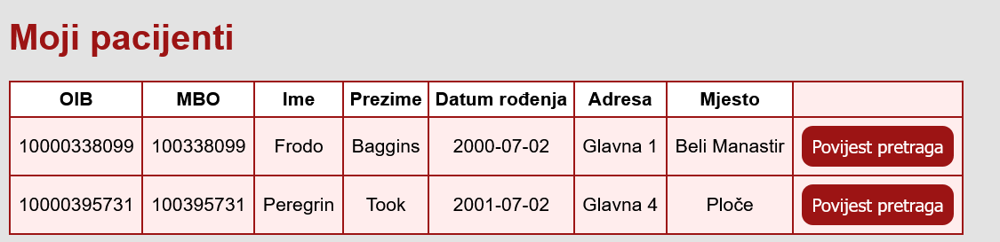 Moji pacijenti
OIB MBO Ime Prezime Datum rođenja Adresa Mjesto
10000338099 100338099 Frodo Baggins 2000-07-02 Glavna 1 Beli Manastir Povijest pretraga
10000395731 100395731 Peregrin Took 2001-07-02 Glavna 4 Ploče Povijest pretraga